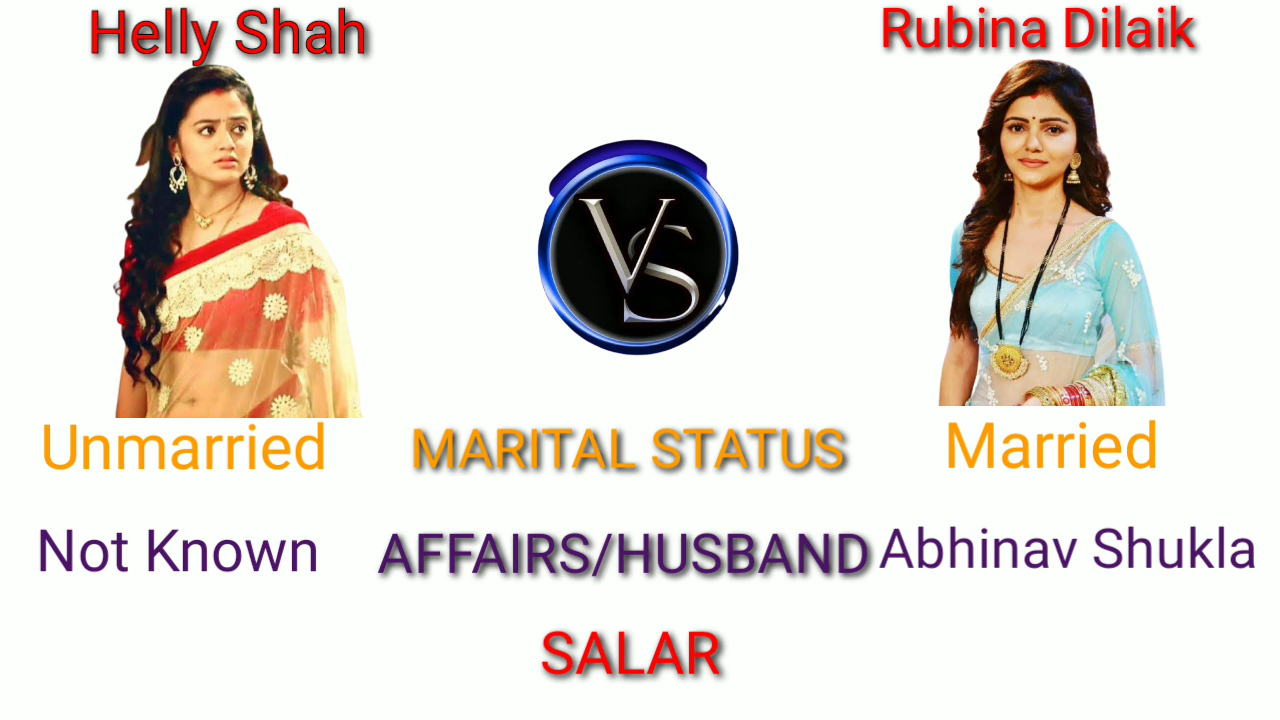 Helly Shah
Rubina Dilaik
VS
Unmarried
MARITAL STATUS
Married
Not Known
AFFAIRS/HUSBAND
Abhinav Shukla
SALAR